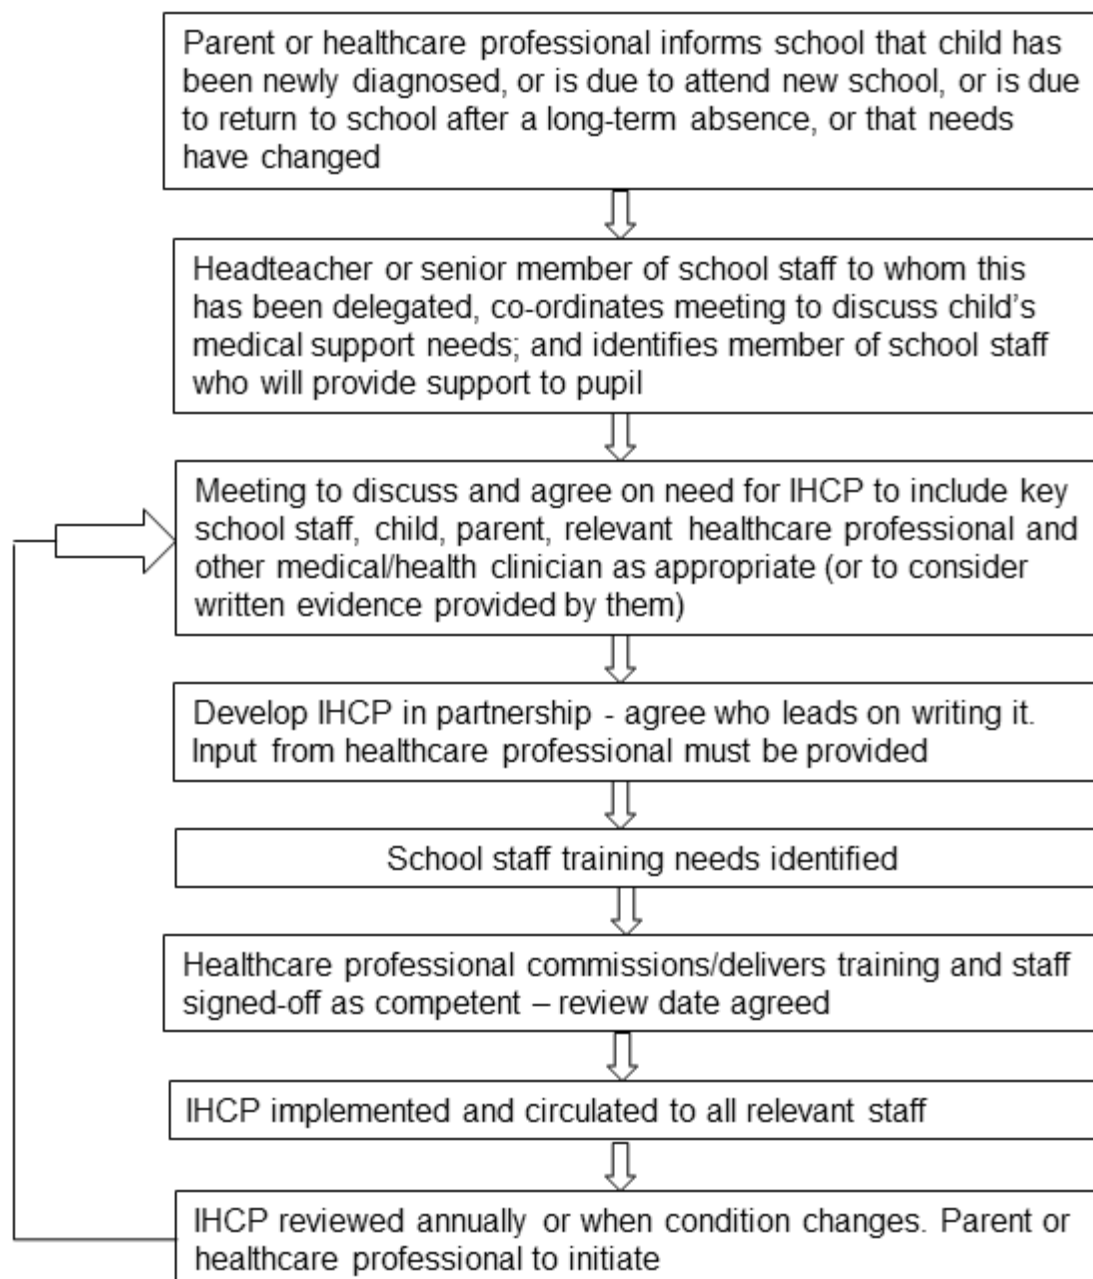 Parent or healthcare professional informs school that child has
been newly diagnosed, or is due to attend new school, or is due
to return to school after a long-term absence, or that needs
have changed
Headteacher or senior member of school staff to whom this
has been delegated, co-ordinates meeting to discuss child's
medical support needs; and identifies member of school staff
who will provide support to pupil
Meeting to discuss and agree on need for IHCP to include key
school staff, child, parent, relevant healthcare professional and
other medical/health clinician as appropriate (or to consider
written evidence provided by them)
Develop IHCP in partnership - agree who leads on writing it.
Input from healthcare professional must be provided
School staff training needs identified
Healthcare professional commissions/delivers training and staff
signed-off as competent – review date agreed
IHCP implemented and circulated to all relevant staff
IHCP reviewed annually or when condition changes. Parent or
healthcare professional to initiate